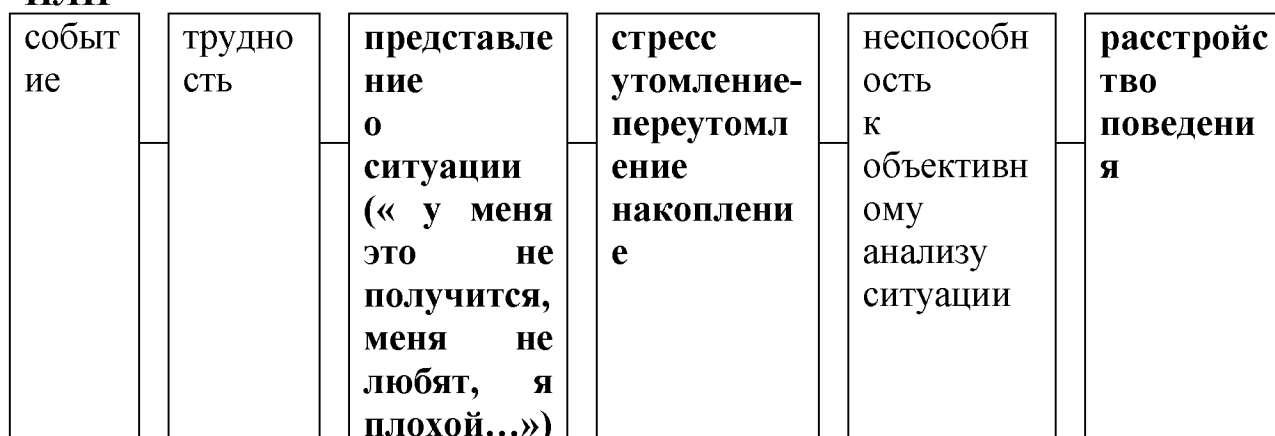 ИЛИ
событ
ие
трудно
сть
представле
ние
о
ситуации
(« у меня
это не
получится,
меня не
любят, я
плохой…»)
стресс
утомление-
переутомл
ение
накоплени
е
неспособн
ость
к
объективн
ому
анализу
ситуации
расстройс
тво
поведени
я